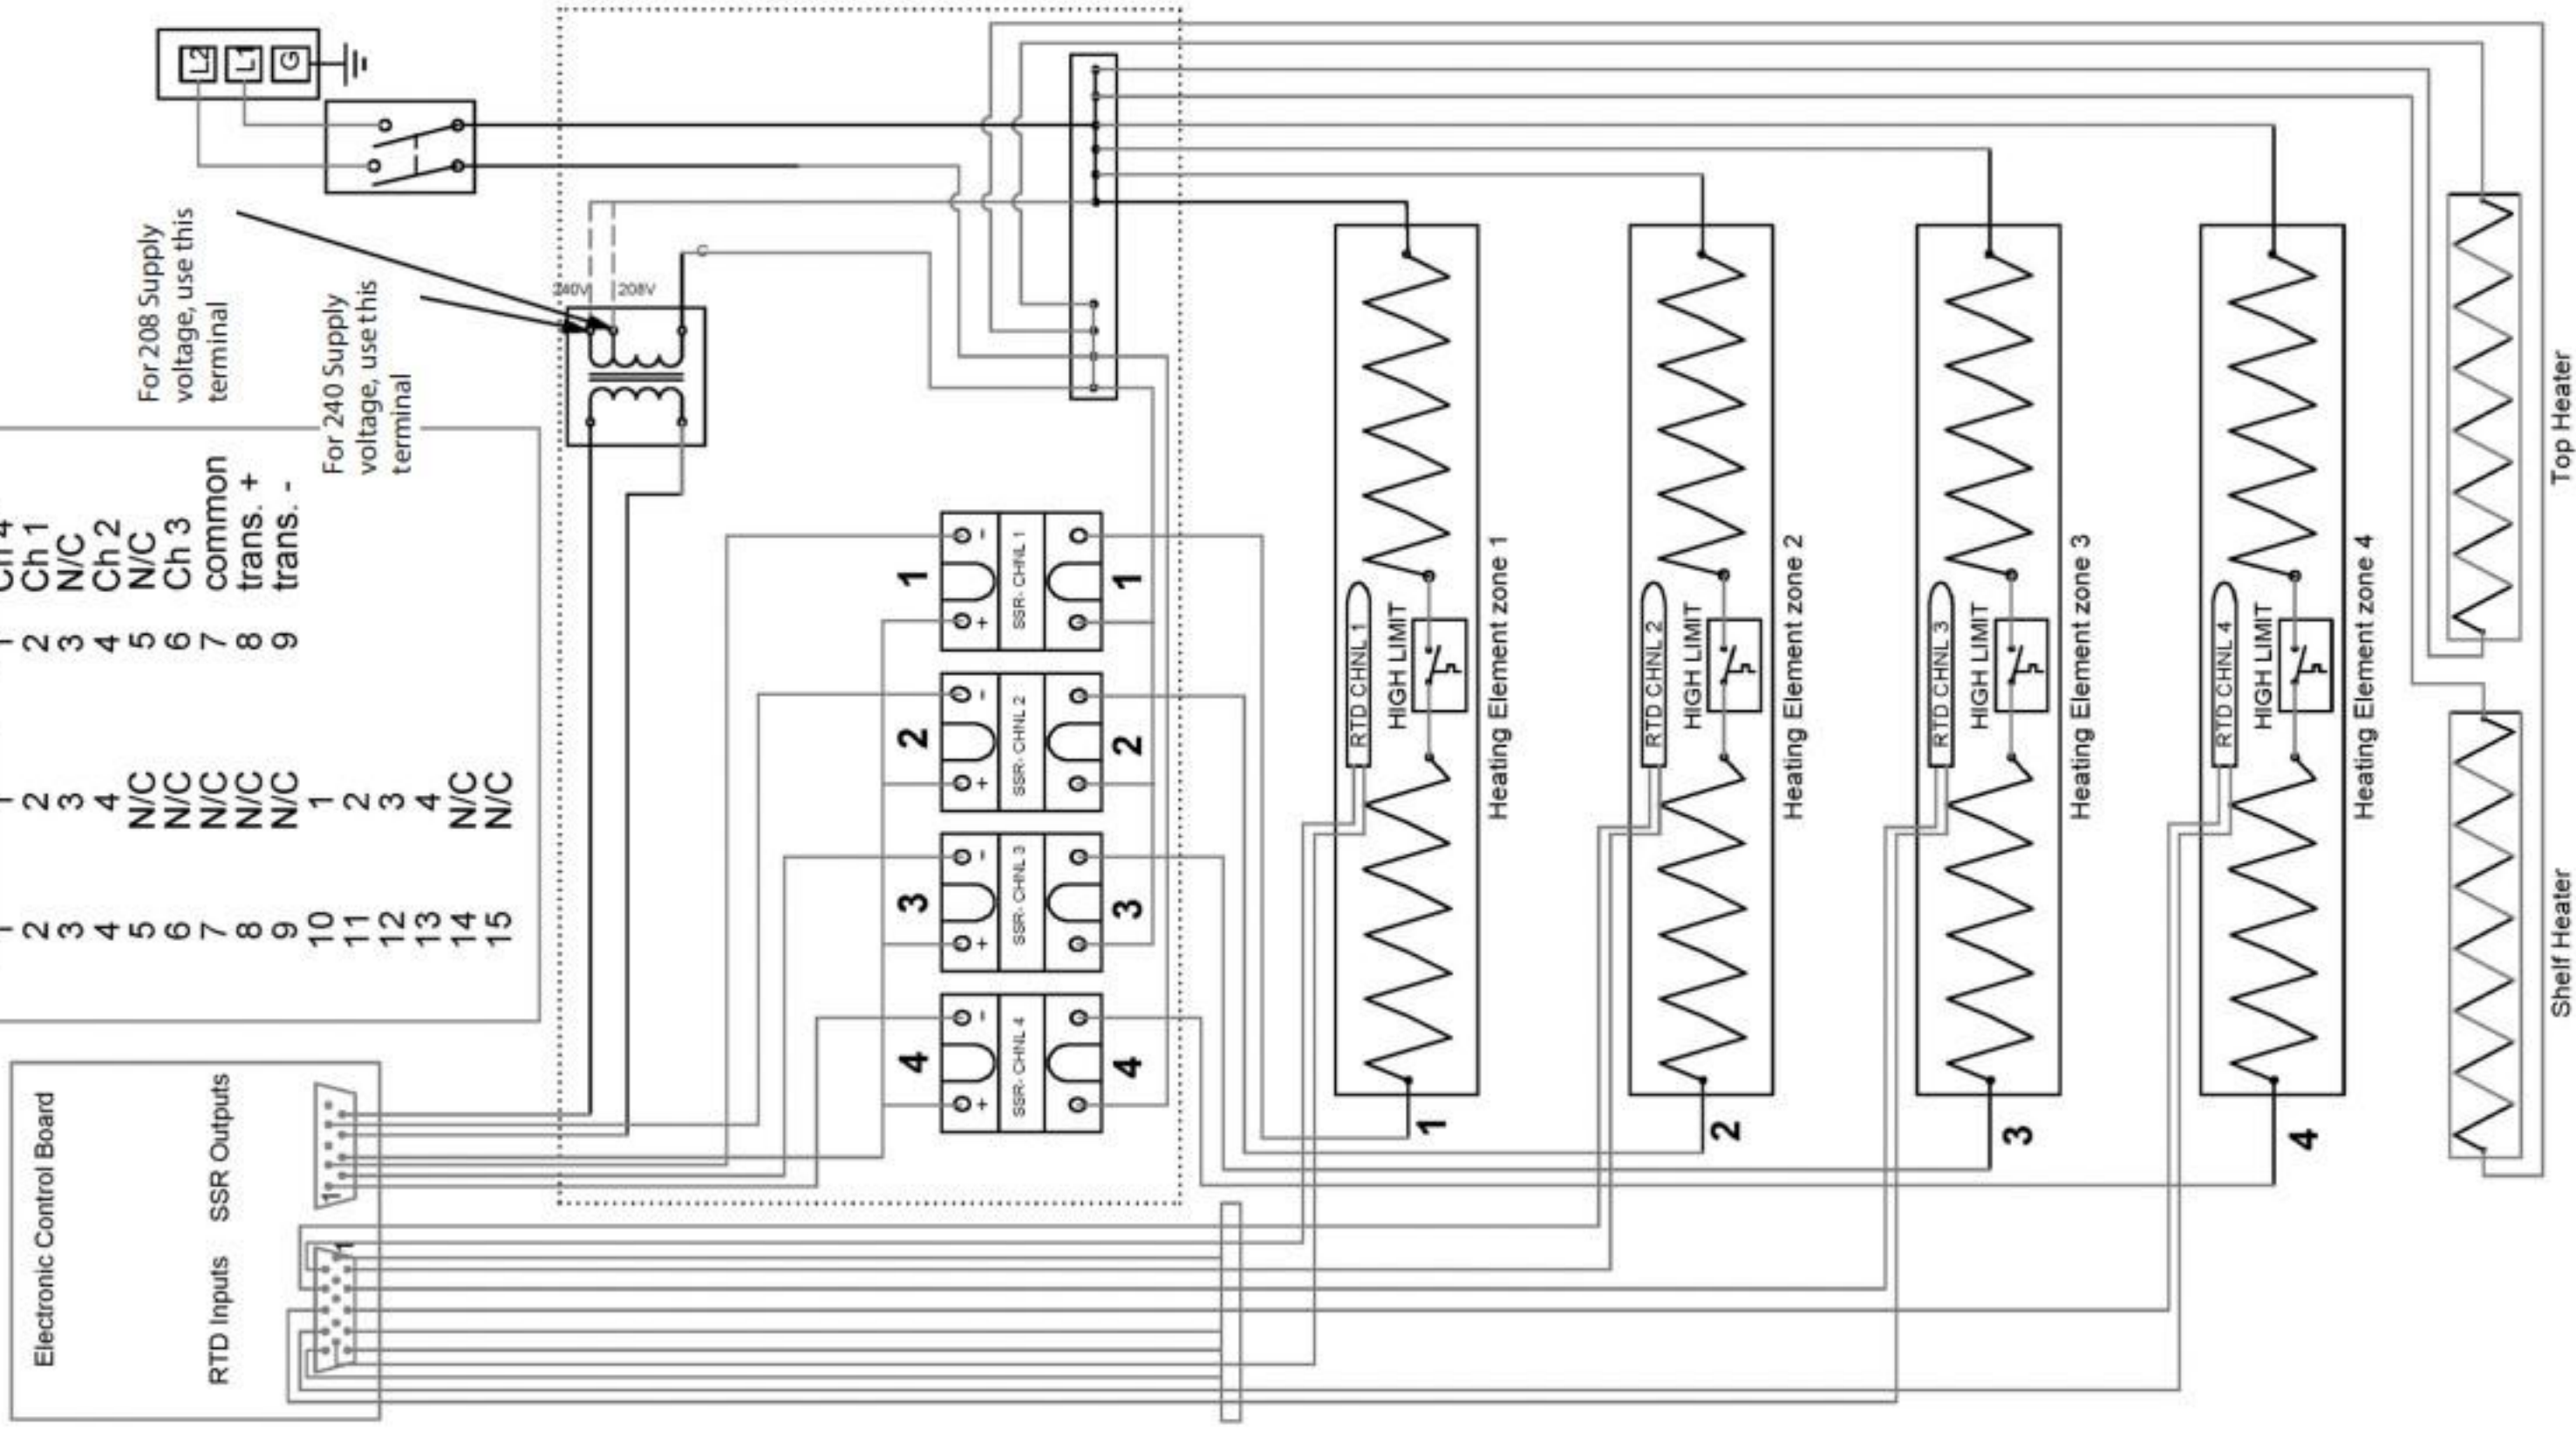 L2
L1
G
For 208 Supply
voltage, use this
terminal
For 240 Supply
voltage, use this
terminal
240V
208V
C
2 Ch 1
3 N/C
4 Ch 2
5 N/C
6 Ch 3
7 common
8 trans. +
9 trans. -
2 2
3 3
4 4
5 N/C
6 N/C
7 N/C
8 N/C
9 N/C
10 1
11 2
12 3
13 4
14 N/C
15 N/C
Electronic Control Board
SSR Outputs
1
RTD Inputs
1
1
- +
SSR- CHNL 1
1
2
- +
SSR- CHNL 2
2
3
- +
SSR- CHNL 3
3
4
- +
SSR- CHNL 4
4
RTD CHNL 1
HIGH LIMIT
Heating Element zone 1
1
RTD CHNL 2
HIGH LIMIT
Heating Element zone 2
2
RTD CHNL 3
HIGH LIMIT
Heating Element zone 3
3
RTD CHNL 4
HIGH LIMIT
Heating Element zone 4
4
Top Heater
Shelf Heater